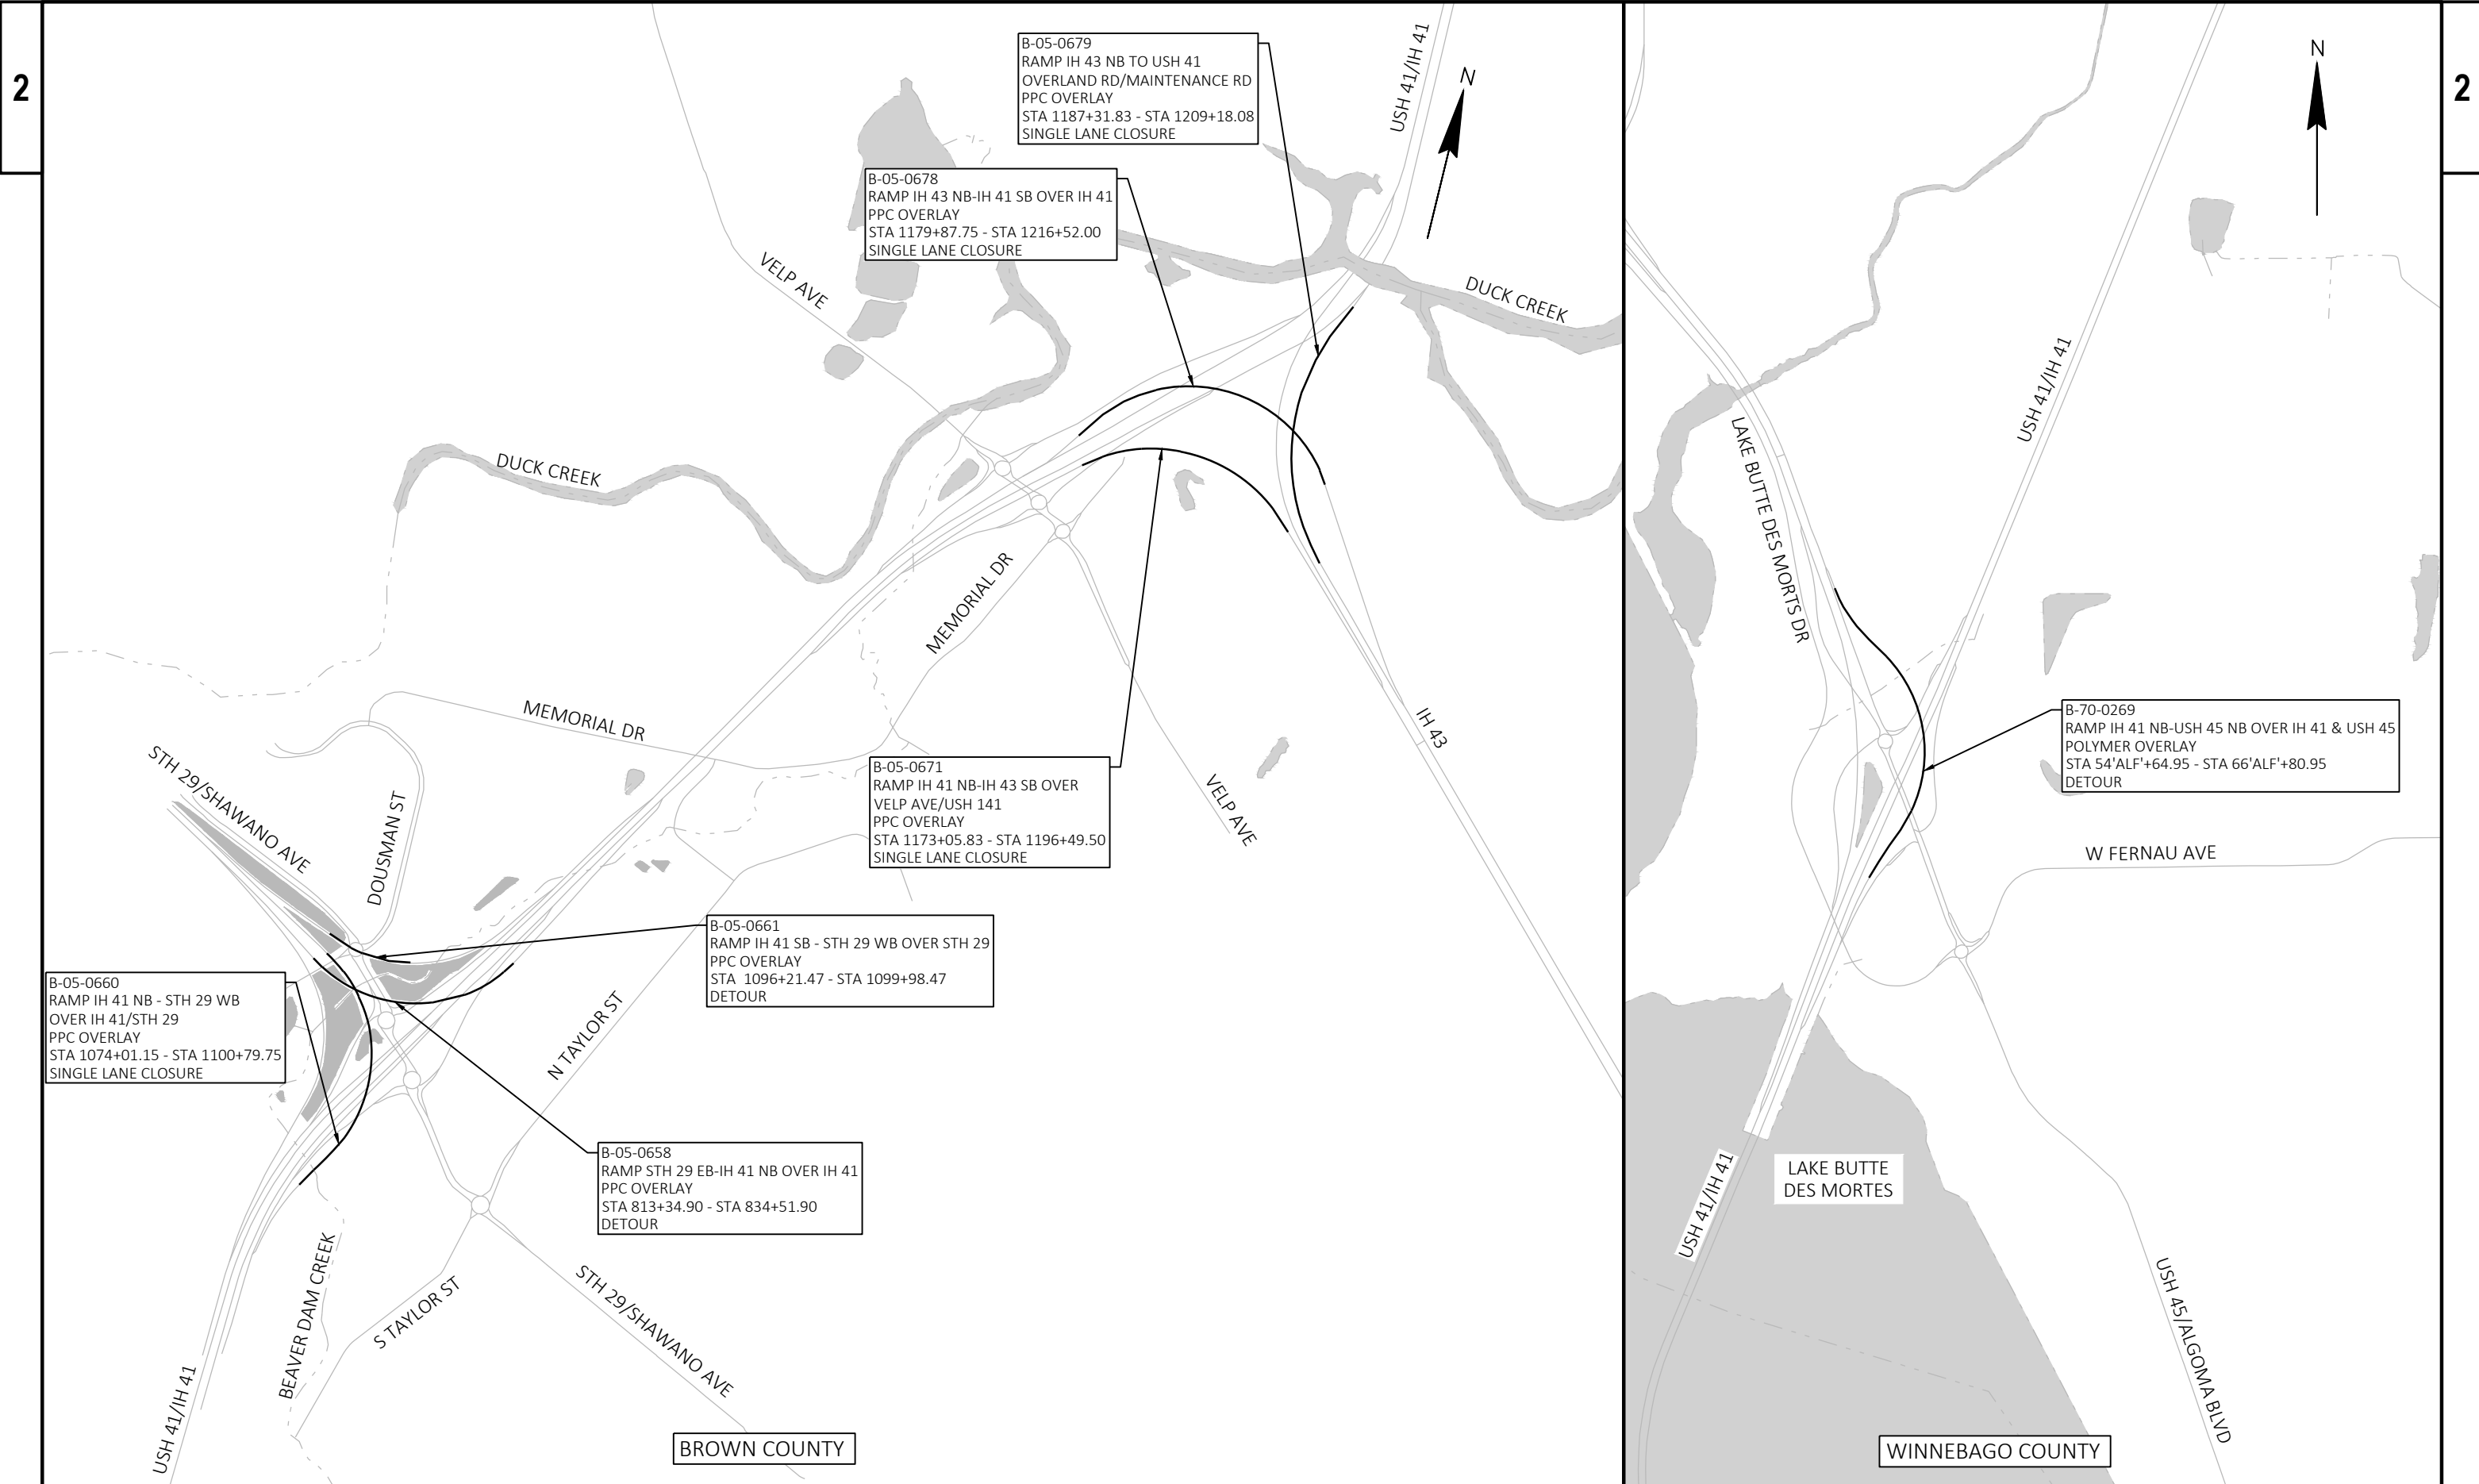 2
2
B-05-0679
RAMP IH 43 NB TO USH 41
OVERLAND RD/MAINTENANCE RD
PPC OVERLAY
STA 1187+31.83 - STA 1209+18.08
SINGLE LANE CLOSURE
USH 41/IH 41
N
B-05-0678
RAMP IH 43 NB-IH 41 SB OVER IH 41
PPC OVERLAY
STA 1179+87.75 - STA 1216+52.00
SINGLE LANE CLOSURE
VELP AVE
DUCK CREEK
DUCK CREEK
MEMORIAL DR
MEMORIAL DR
IH 43
STH 29/SHAWANO AVE
DOUSMAN ST
B-05-0671
RAMP IH 41 NB-IH 43 SB OVER
VELP AVE/USH 141
PPC OVERLAY
STA 1173+05.83 - STA 1196+49.50
SINGLE LANE CLOSURE
VELP AVE
B-05-0661
RAMP IH 41 SB - STH 29 WB OVER STH 29
PPC OVERLAY
STA 1096+21.47 - STA 1099+98.47
DETOUR
B-05-0660
RAMP IH 41 NB - STH 29 WB
OVER IH 41/STH 29
PPC OVERLAY
STA 1074+01.15 - STA 1100+79.75
SINGLE LANE CLOSURE
N TAYLOR ST
B-05-0658
RAMP STH 29 EB-IH 41 NB OVER IH 41
PPC OVERLAY
STA 813+34.90 - STA 834+51.90
DETOUR
BEAVER DAM CREEK
S TAYLOR ST
STH 29/SHAWANO AVE
USH 41/IH 41
BROWN COUNTY
N
USH 41/IH 41
LAKE BUTTE DES MORTS DR
B-70-0269
RAMP IH 41 NB-USH 45 NB OVER IH 41 & USH 45
POLYMER OVERLAY
STA 54'ALF'+64.95 - STA 66'ALF'+80.95
DETOUR
W FERNAU AVE
LAKE BUTTE
DES MORTES
USH 41/IH 41
USH 45/ALGOMA BLVD
WINNEBAGO COUNTY